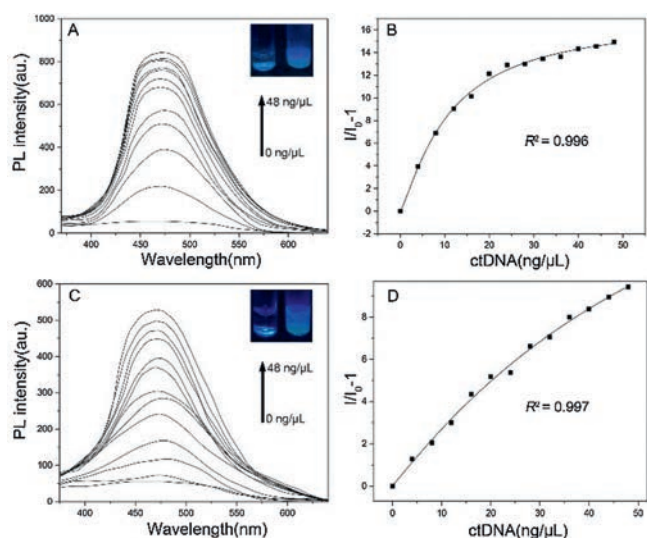 A
1000
800
600
400
200
0
PL intensity(au.)
48 ng/μL
0 ng/μL
400 450 500 550 600
Wavelength(nm)
B
16
14
12
10
8
6
4
2
0
-2
I/I₀-1
R² = 0.996
0 10 20 30 40 50
ctDNA(ng/μL)
C
600
500
400
300
200
100
0
PL intensity(au.)
48 ng/μL
0 ng/μL
400 450 500 550 600
Wavelength(nm)
D
8
6
4
2
0
I/I₀-1
R² = 0.997
0 10 20 30 40 50
ctDNA(ng/μL)